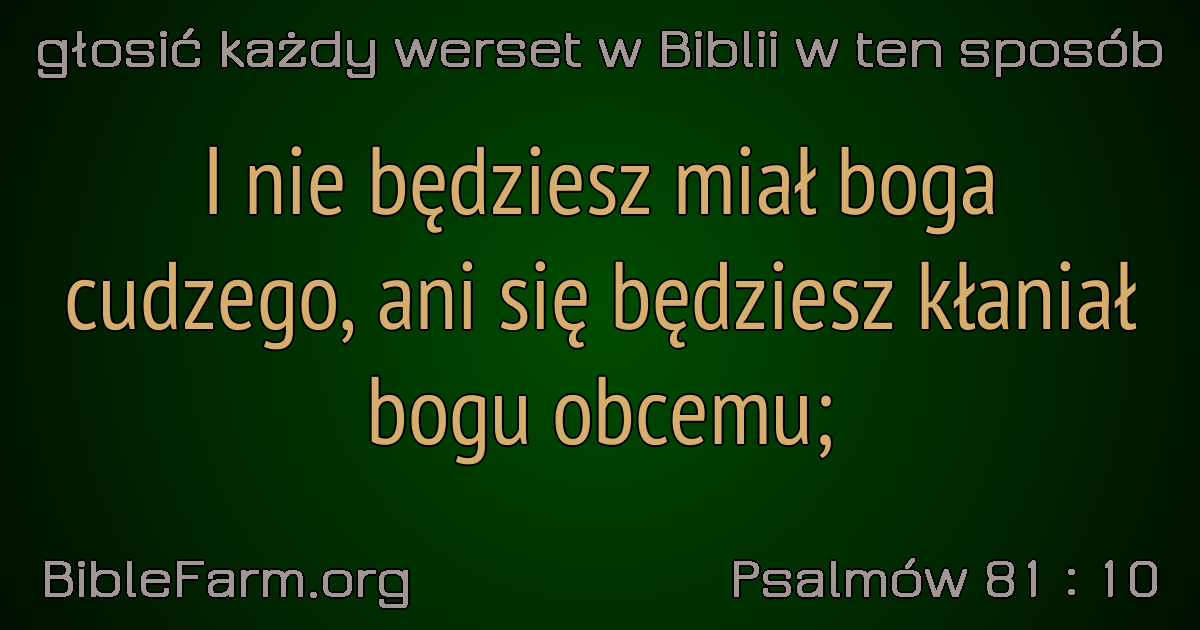 głosić każdy werset w Biblii w ten sposób
I nie będziesz miał boga
cudzego, ani się będziesz kłaniał
bogu obcemu;
BibleFarm.org
Psalmów 81 : 10